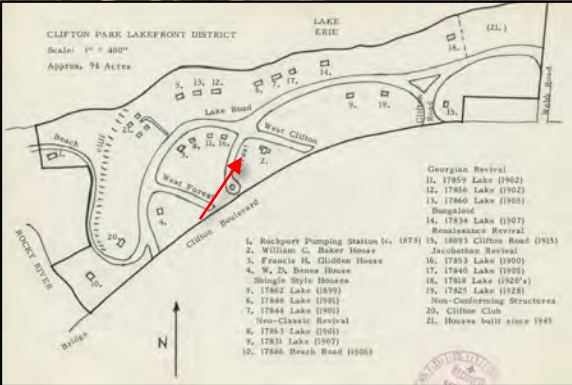 CLIFTON PARK LAKEFRONT DISTRICT
Scale: 1" = 400"
Approx. 94 Acres
LAKE
ERIE
(21.)
16.
14.
5. 13. 12.
6. 7. 17.
Webb Road
Lake Road
9. 19.
Clifton
Road
15.
Beach
1.
Cliff
21.
3. 8. 11. 16.
West
2.
West Clifton
West Forest
4.
Clifton Boulevard
20
ROCKY RIVER
Bridge
N
1. Rockport Pumping Station (c. 1873)
2. William C. Baker House
3. Francis H. Glidden House
4. W. D. Benes House
Shingle Style Houses
5. 17862 Lake (1899)
6. 17848 Lake (1901)
7. 17844 Lake (1901)
Neo-Classic Revival
8. 17863 Lake (1901)
9. 17831 Lake (1907)
10. 17886 Beach Road (1906)
Georgian Revival
11. 17859 Lake (1902)
12. 17856 Lake (1902)
13. 17860 Lake (1905)
Bungaloid
14. 17834 Lake (1907)
Renaissance Revival
15. 18093 Clifton Road (1915)
Jacobethan Revival
16. 17853 Lake (1900)
17. 17840 Lake (1905)
18. 17818 Lake (1920's)
19. 17825 Lake (1928)
Non-Conforming Structures
20. Clifton Club
21. Houses built since 1945